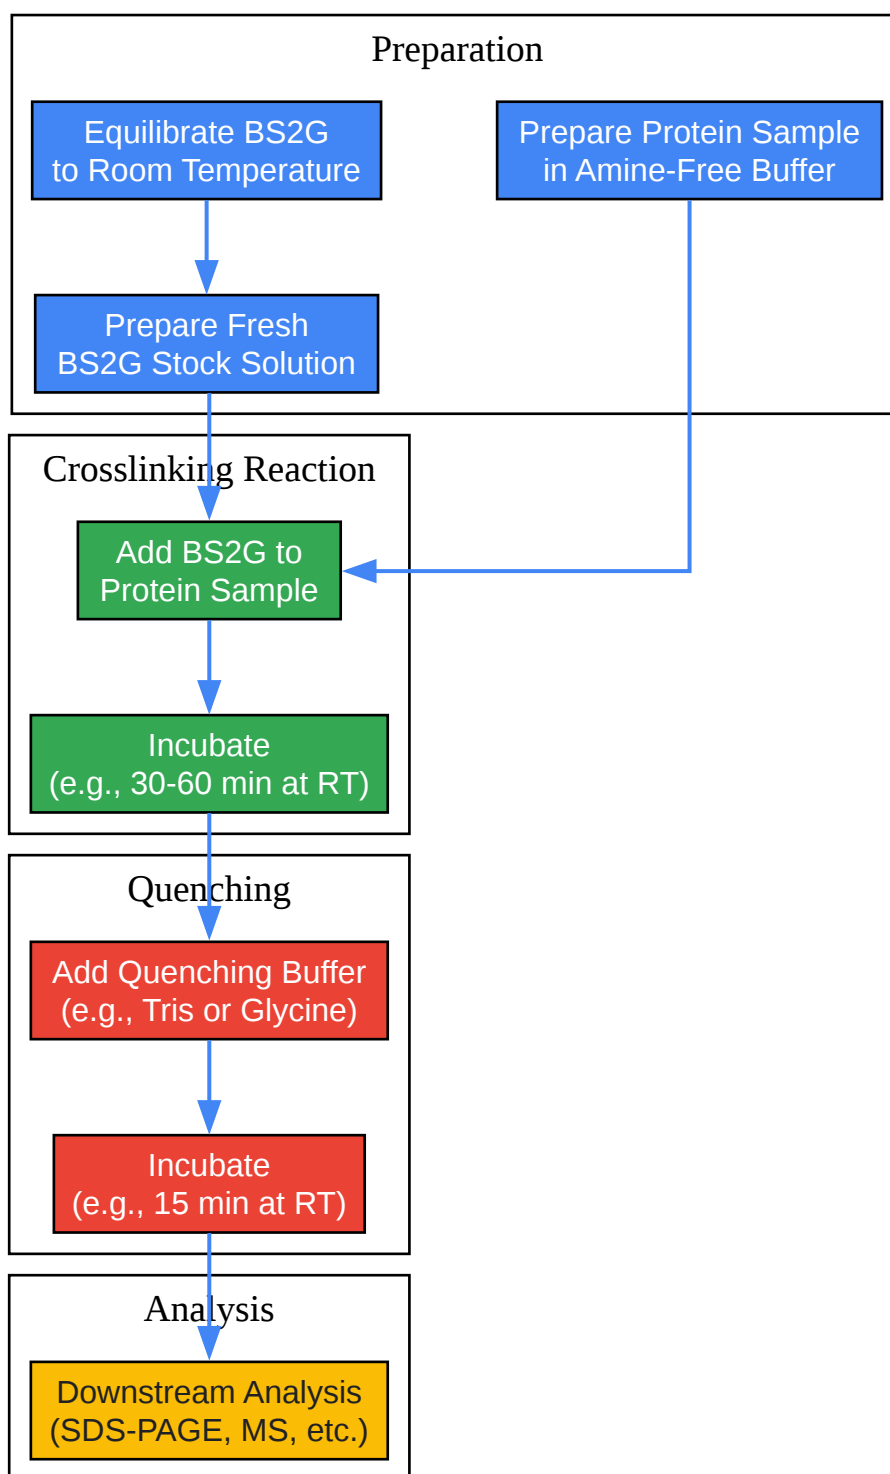 Preparation
Equilibrate BS2G
to Room Temperature
Prepare Protein Sample
in Amine-Free Buffer
Prepare Fresh
BS2G Stock Solution
Crosslinking Reaction
Add BS2G to
Protein Sample
Incubate
(e.g., 30-60 min at RT)
Quenching
Add Quenching Buffer
(e.g., Tris or Glycine)
Incubate
(e.g., 15 min at RT)
Analysis
Downstream Analysis
(SDS-PAGE, MS, etc.)